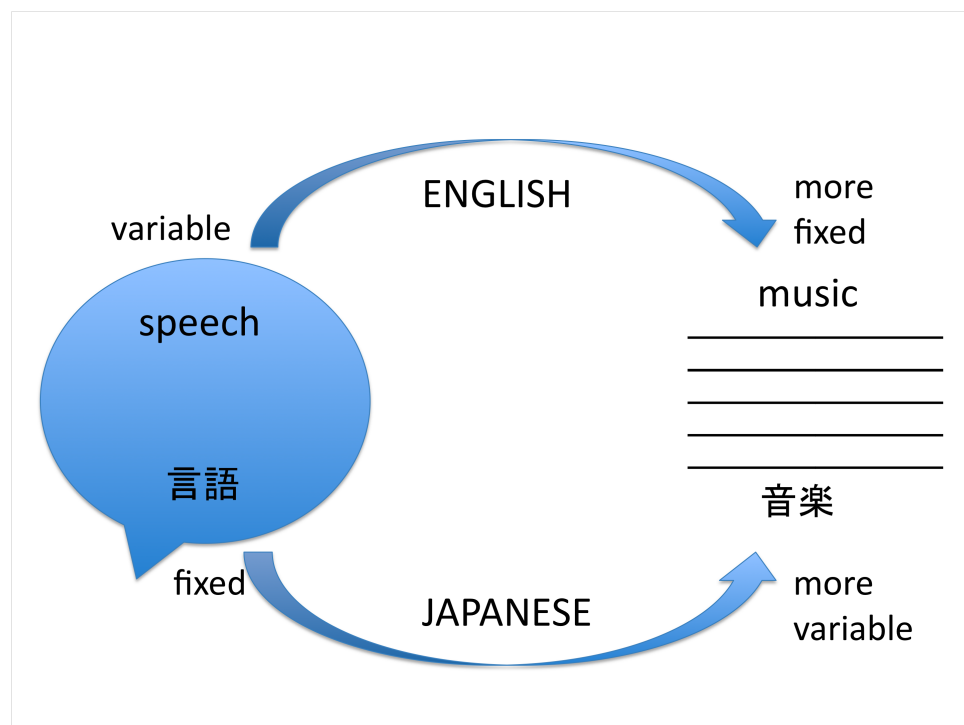 ENGLISH
variable
more
fixed
speech
music
言語
音楽
fixed
JAPANESE
more
variable